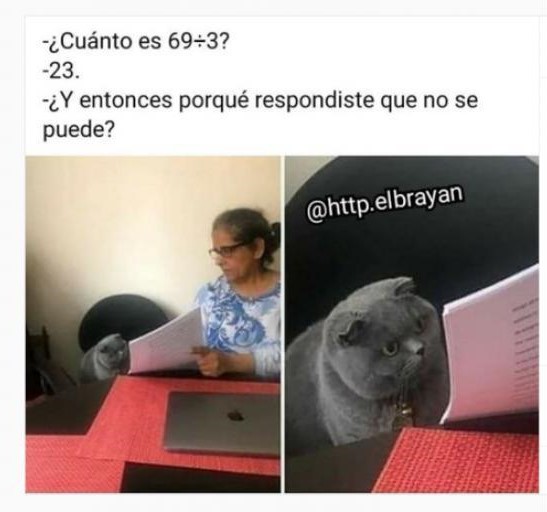 -¿Cuánto es 69÷3?
-23.
-¿Y entonces porqué respondiste que no se
puede?
@http.elbrayan